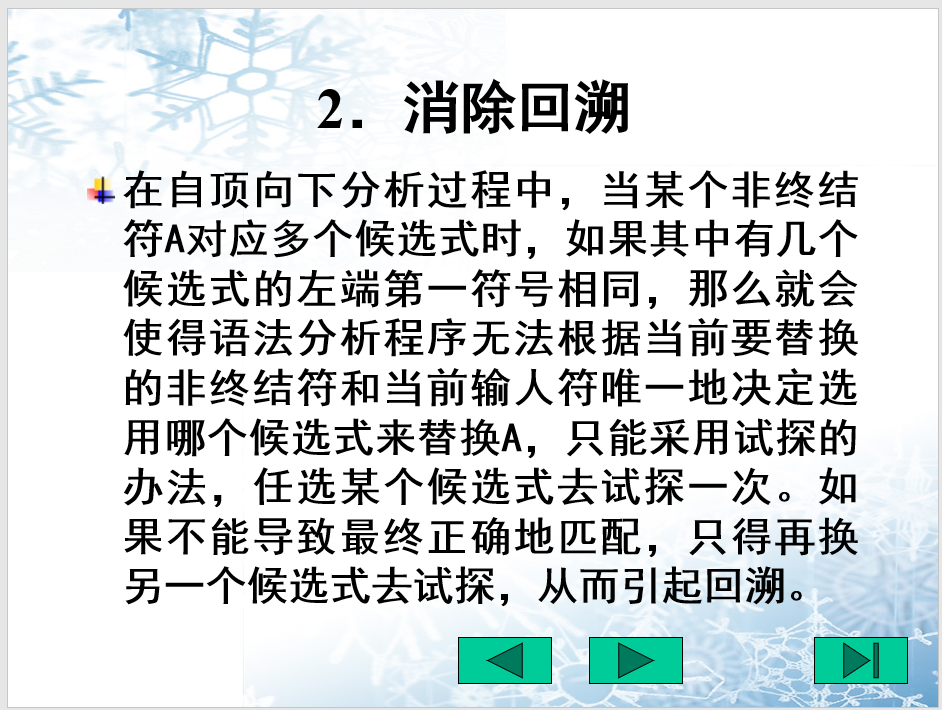 2．消除回溯
在自顶向下分析过程中，当某个非终结
符A对应多个候选式时，如果其中有几个
候选式的左端第一符号相同，那么就会
使得语法分析程序无法根据当前要替换
的非终结符和当前输人符唯一地决定选
用哪个候选式来替换A，只能采用试探的
办法，任选某个候选式去试探一次。如
果不能导致最终正确地匹配，只得再换
另一个候选式去试探，从而引起回溯。